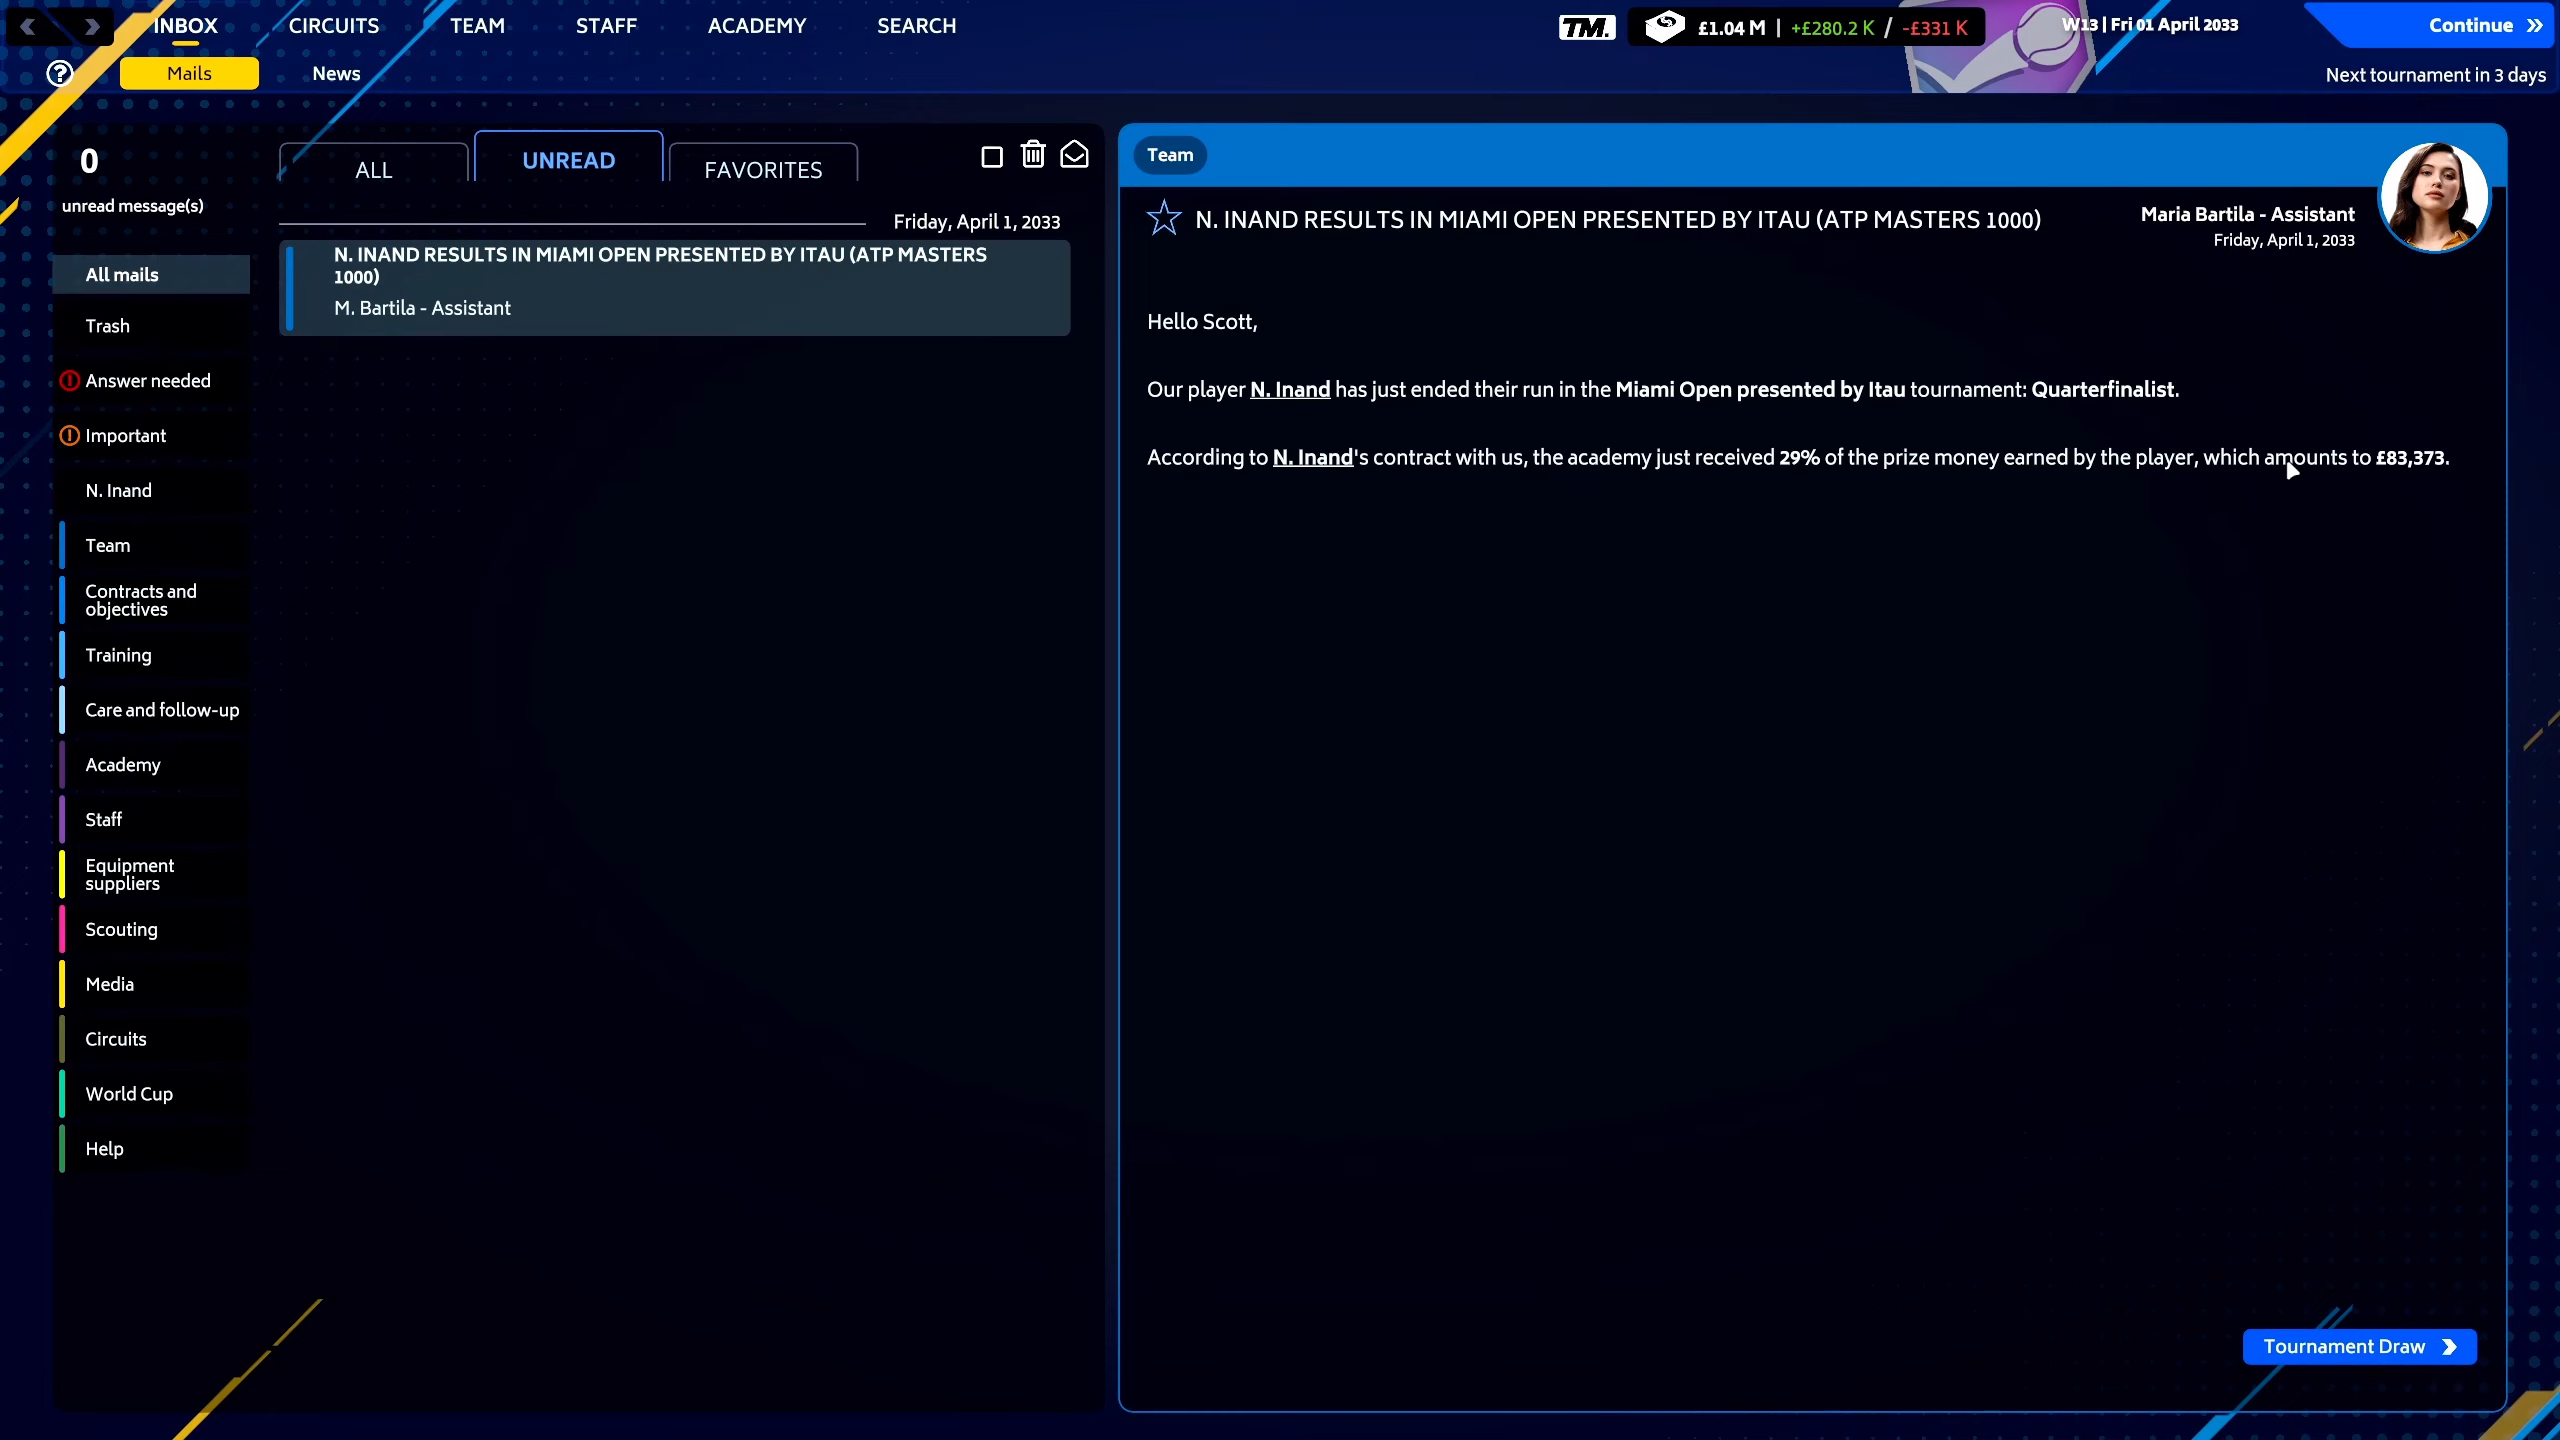 INBOX
CIRCUITS
TEAM
STAFF
ACADEMY
SEARCH
TM.
£1.04 M | +£280.2 K / -£331 K
W13 | Fri 01 April 2033
Continue
Mails
News
Next tournament in 3 days
0
unread message(s)
All mails
Trash
Answer needed
Important
N. Inand
Team
Contracts and
objectives
Training
Care and follow-up
Academy
Staff
Equipment
suppliers
Scouting
Media
Circuits
World Cup
Help
ALL
UNREAD
FAVORITES
Friday, April 1, 2033
N. INAND RESULTS IN MIAMI OPEN PRESENTED BY ITAU (ATP MASTERS
1000)
M. Bartila - Assistant
Team
N. INAND RESULTS IN MIAMI OPEN PRESENTED BY ITAU (ATP MASTERS 1000)
Maria Bartila - Assistant
Friday, April 1, 2033
Hello Scott,
Our player N. Inand has just ended their run in the Miami Open presented by Itau tournament: Quarterfinalist.
According to N. Inand's contract with us, the academy just received 29% of the prize money earned by the player, which amounts to £83,373.
Tournament Draw